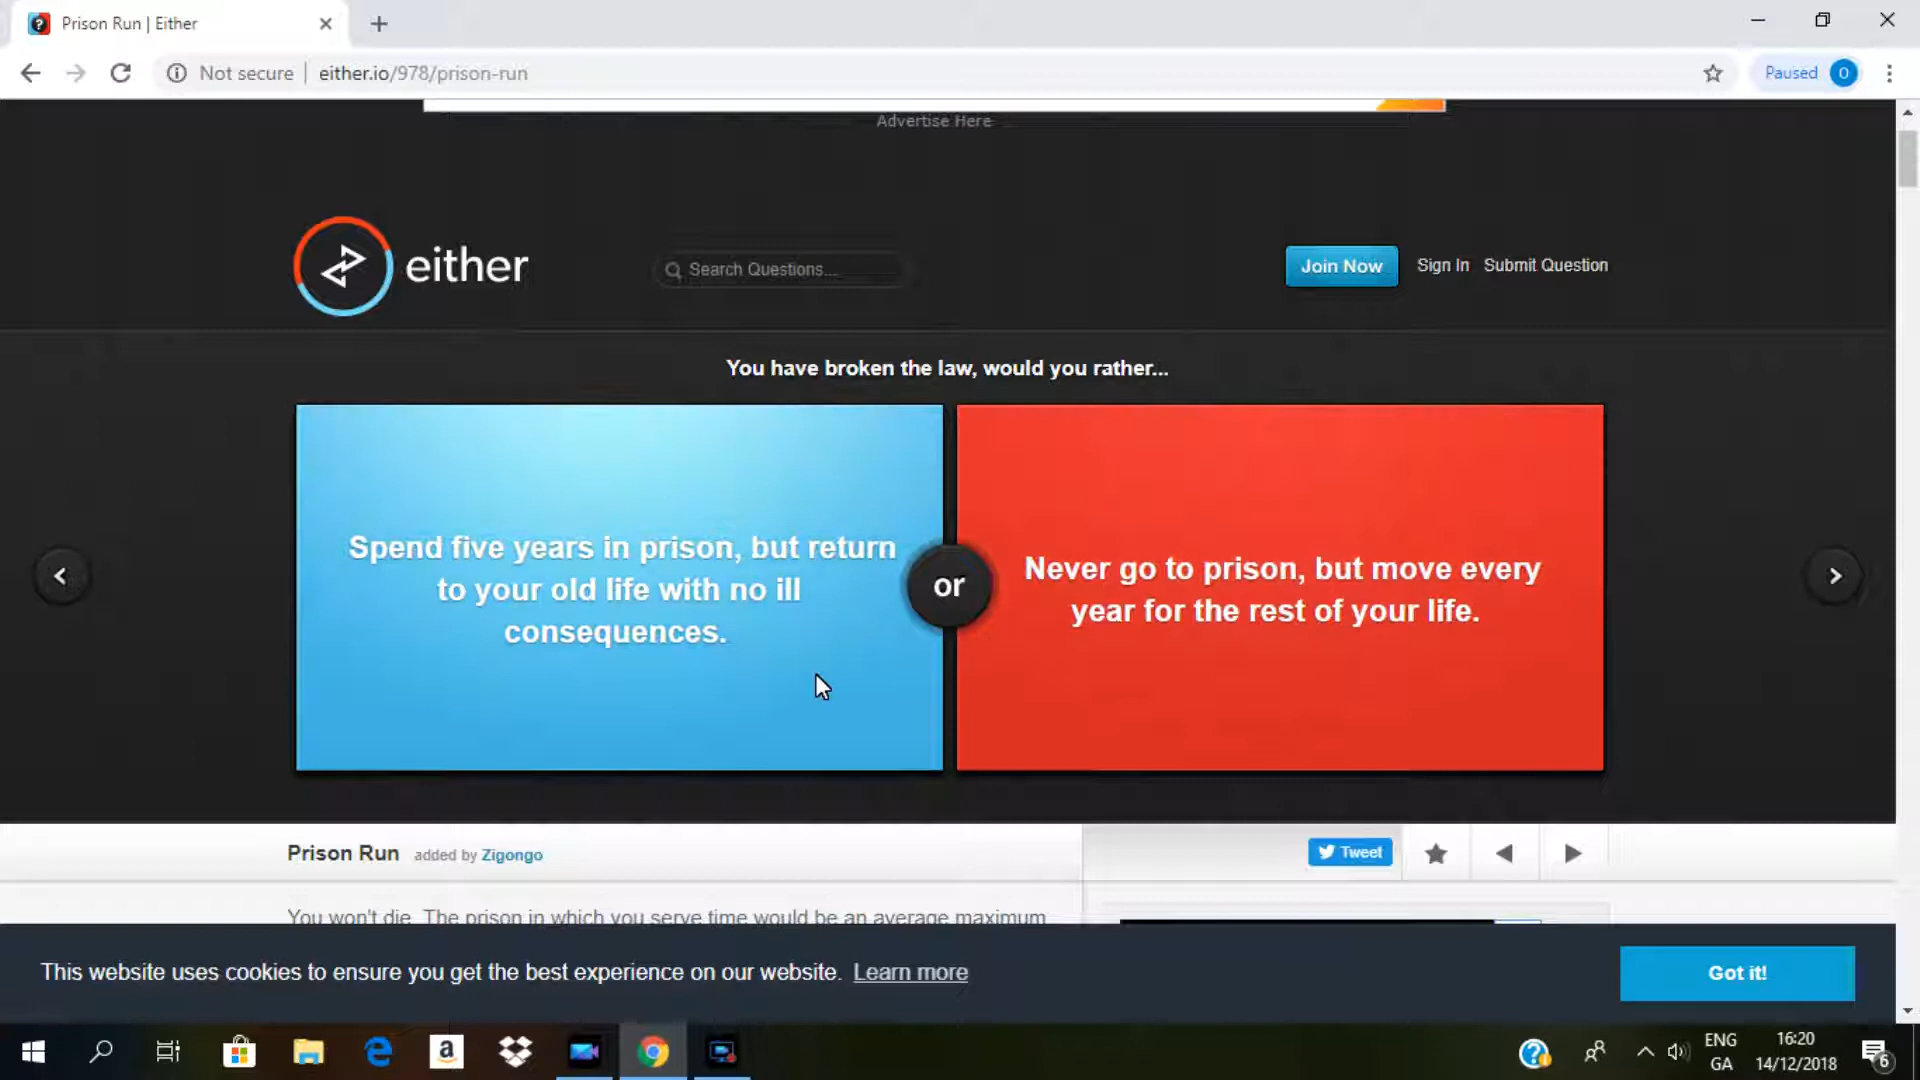 Prison Run | Either
Not secure
either.io/978/prison-run
Paused
O
Advertise Here
either
Search Questions...
Join Now
Sign In
Submit Question
You have broken the law, would you rather...
Spend five years in prison, but return
to your old life with no ill
consequences.
or
Never go to prison, but move every
year for the rest of your life.
Prison Run added by Zigongo
Tweet
You won't die. The prison in which you serve time would be an average maximum
This website uses cookies to ensure you get the best experience on our website. Learn more
Got it!
a
ENG
GA
16:20
14/12/2018
6